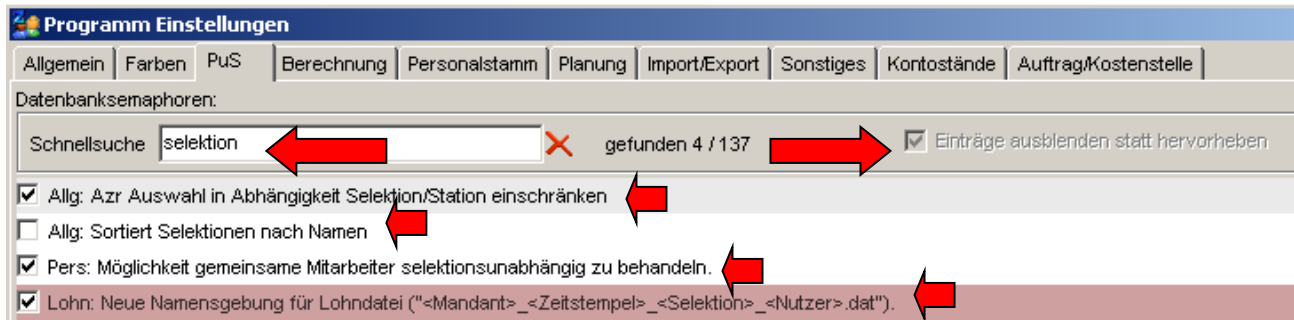 Programm Einstellungen
Allgemein Farben PuS Berechnung Personalstamm Planung Import/Export Sonstiges Kontostände Auftrag/Kostenstelle
Datenbanksemaphoren:
Schnellsuche selektion gefunden 4 / 137 Einträge ausblenden statt hervorheben
Allg: Azr Auswahl in Abhängigkeit Selektion/Station einschränken
Allg: Sortiert Selektionen nach Namen
Pers: Möglichkeit gemeinsame Mitarbeiter selektionsunabhängig zu behandeln.
Lohn: Neue Namensgebung für Lohndatei ("<Mandant>_<Zeitstempel>_<Selektion>_<Nutzer>.dat").